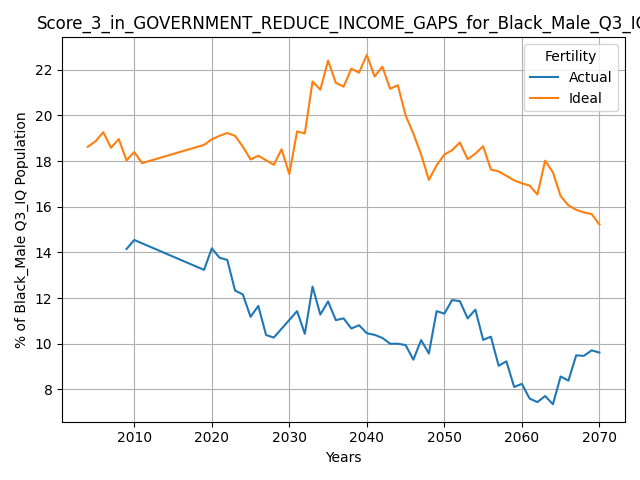 Score_3_in_GOVERNMENT_REDUCE_INCOME_GAPS_for_Black_Male_Q3_IQ
Fertility
Actual
Ideal
% of Black_Male Q3_IQ Population
22
20
18
16
14
12
10
8
2010 2020 2030 2040 2050 2060 2070
Years